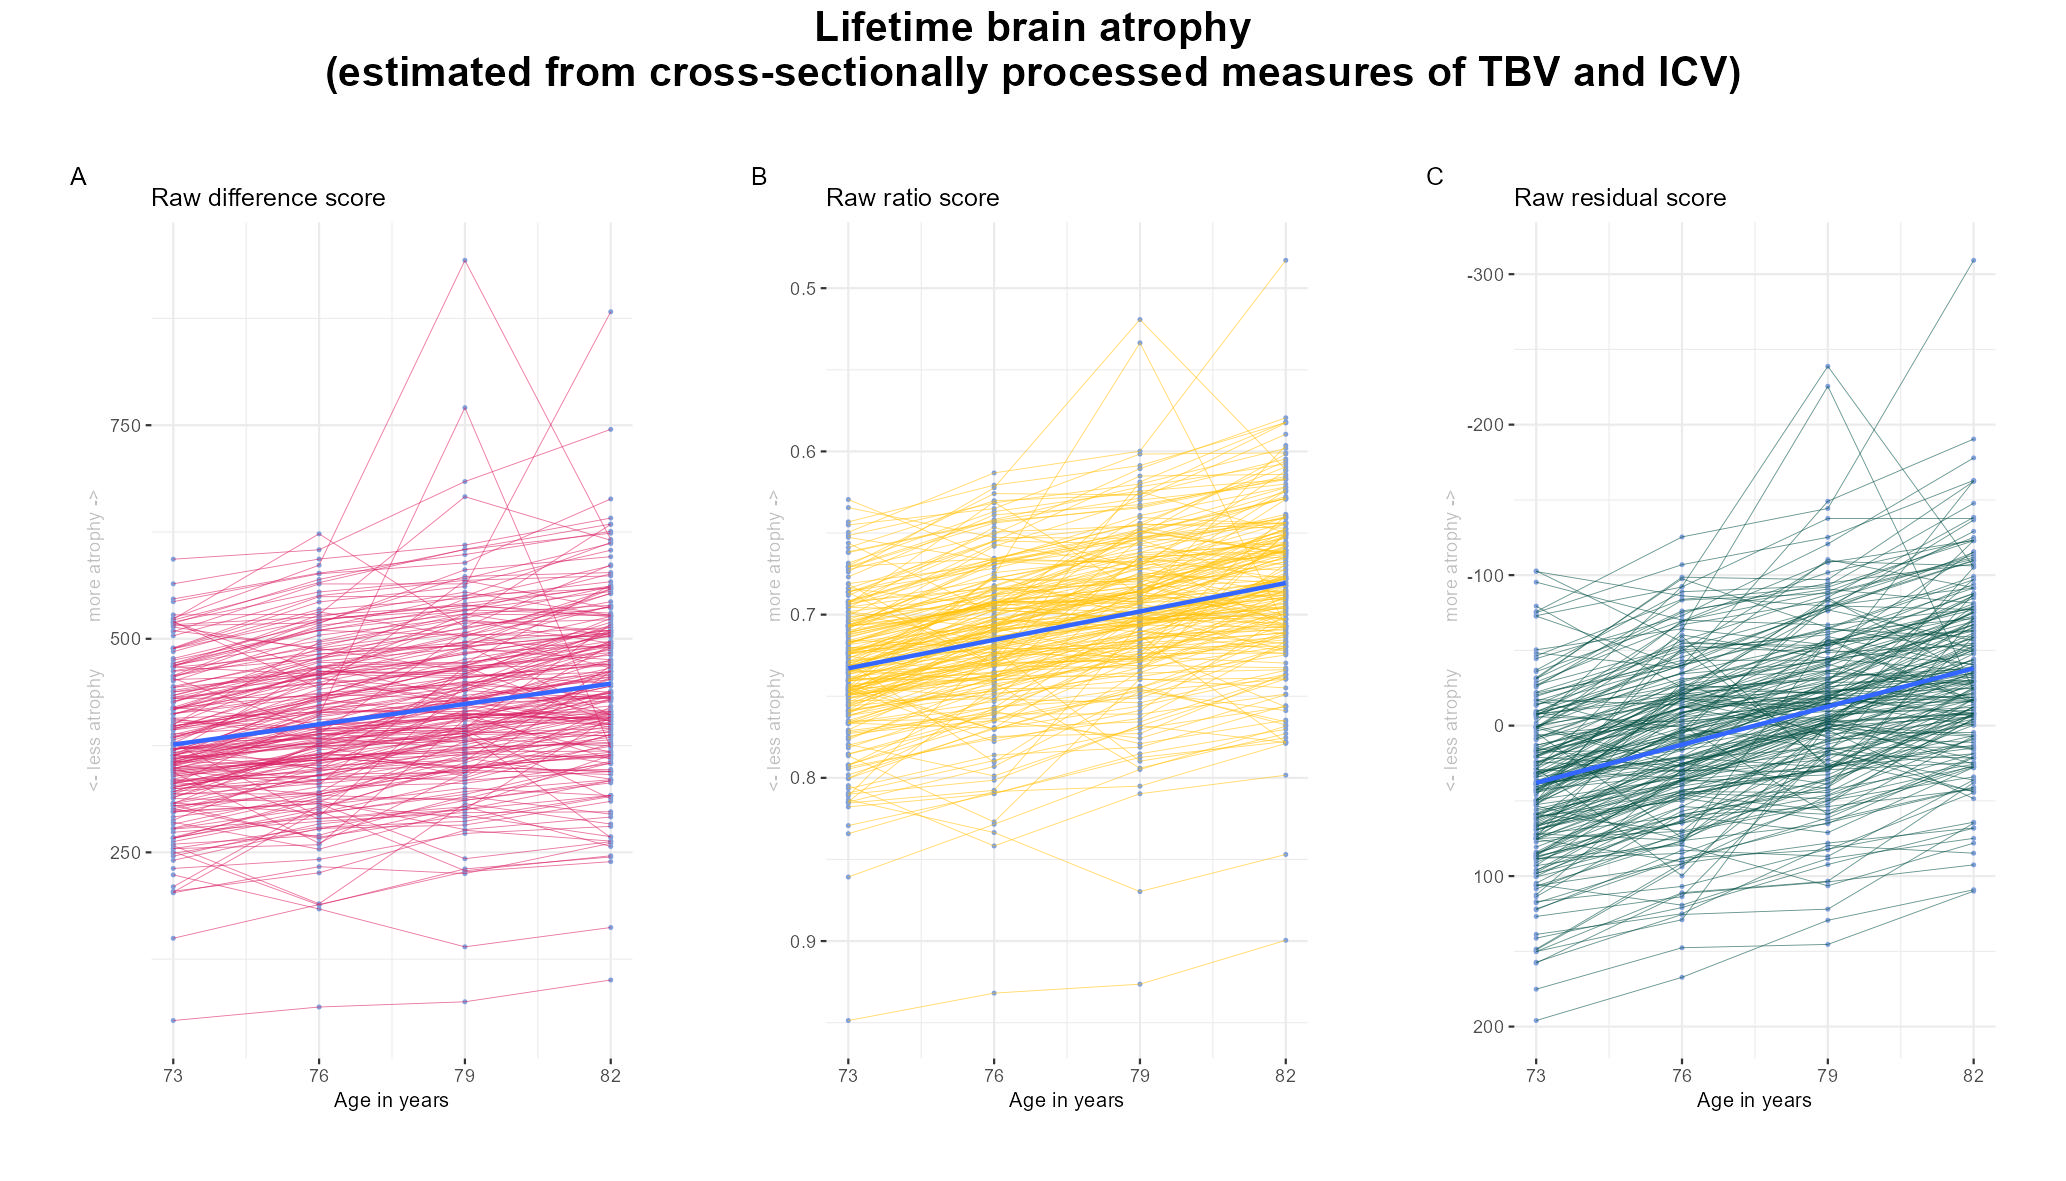 Lifetime brain atrophy
(estimated from cross-sectionally processed measures of TBV and ICV)
A
Raw difference score
750
500
250
<- less atrophy more atrophy ->
73 76 79 82
Age in years
B
Raw ratio score
0.5
0.6
0.7
0.8
0.9
<- less atrophy more atrophy ->
73 76 79 82
Age in years
C
Raw residual score
-300
-200
-100
0
100
200
<- less atrophy more atrophy ->
73 76 79 82
Age in years